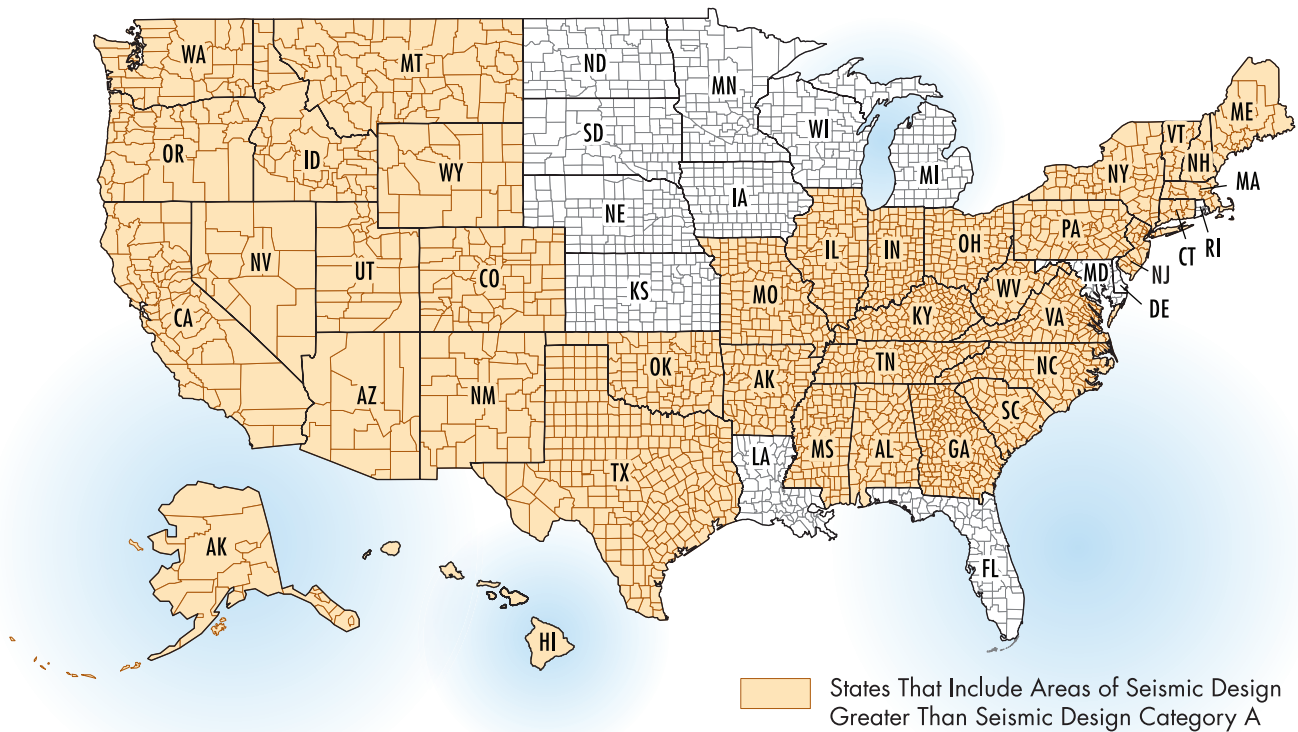 WA
MT
ND
MN
ME
VT
OR
ID
SD
WI
NH
NY
WY
MI
MA
IA
NE
PA
NV
UT
CO
IL
IN
OH
CT
RI
NJ
MD
KS
MO
WV
DE
CA
KY
VA
OK
AK
TN
NC
AZ
NM
SC
MS
AL
GA
LA
TX
AK
FL
HI
States That Include Areas of Seismic Design
Greater Than Seismic Design Category A